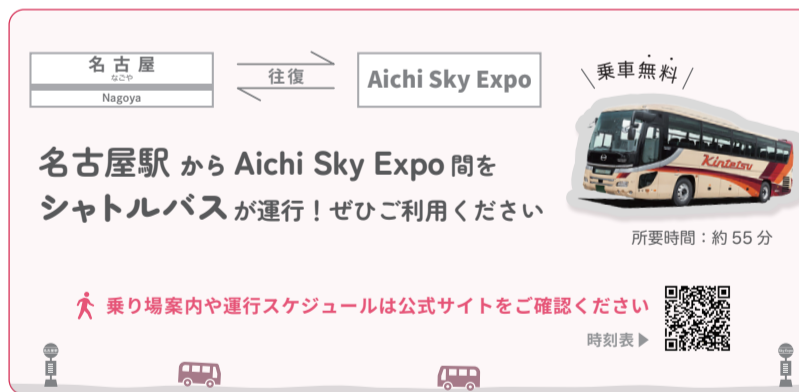 名古屋
なごや
Nagoya
往復
Aichi Sky Expo
乗車無料
Kintetsu
名古屋駅 から Aichi Sky Expo 間を
シャトルバスが運行！ぜひご利用ください
所要時間：約 55 分
乗り場案内や運行スケジュールは公式サイトをご確認ください
時刻表▶